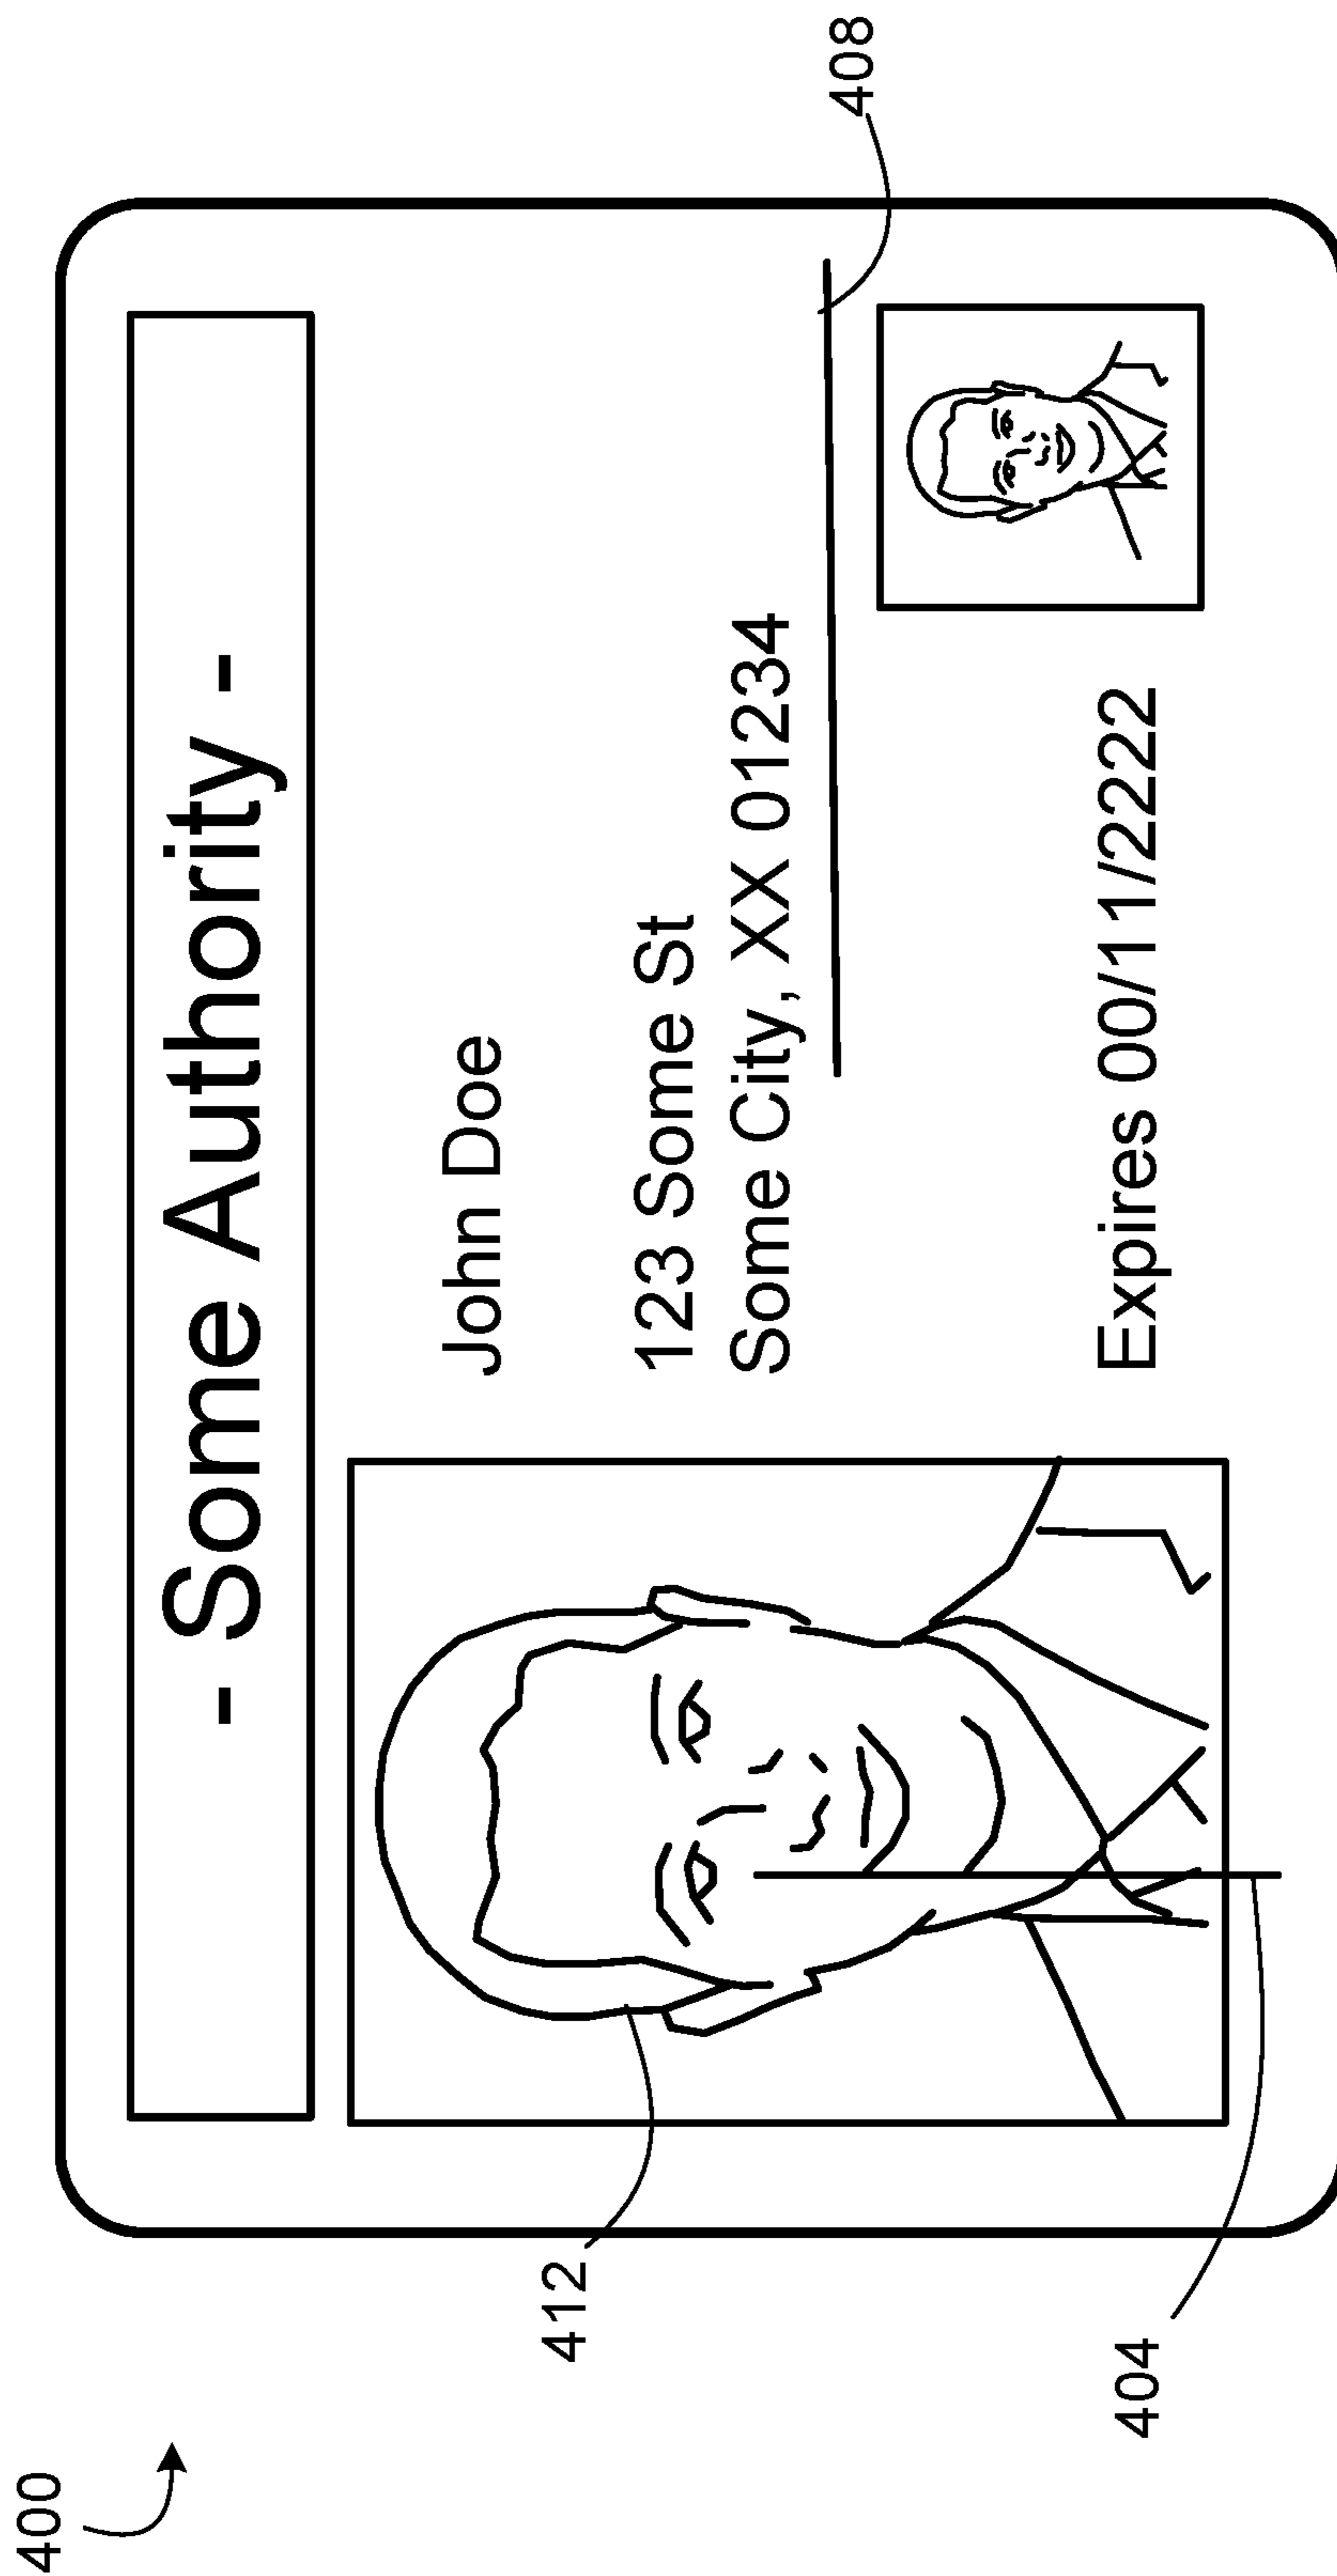 400
- Some Authority -
412
John Doe
123 Some St
Some City, XX 01234
408
404
Expires 00/11/2222